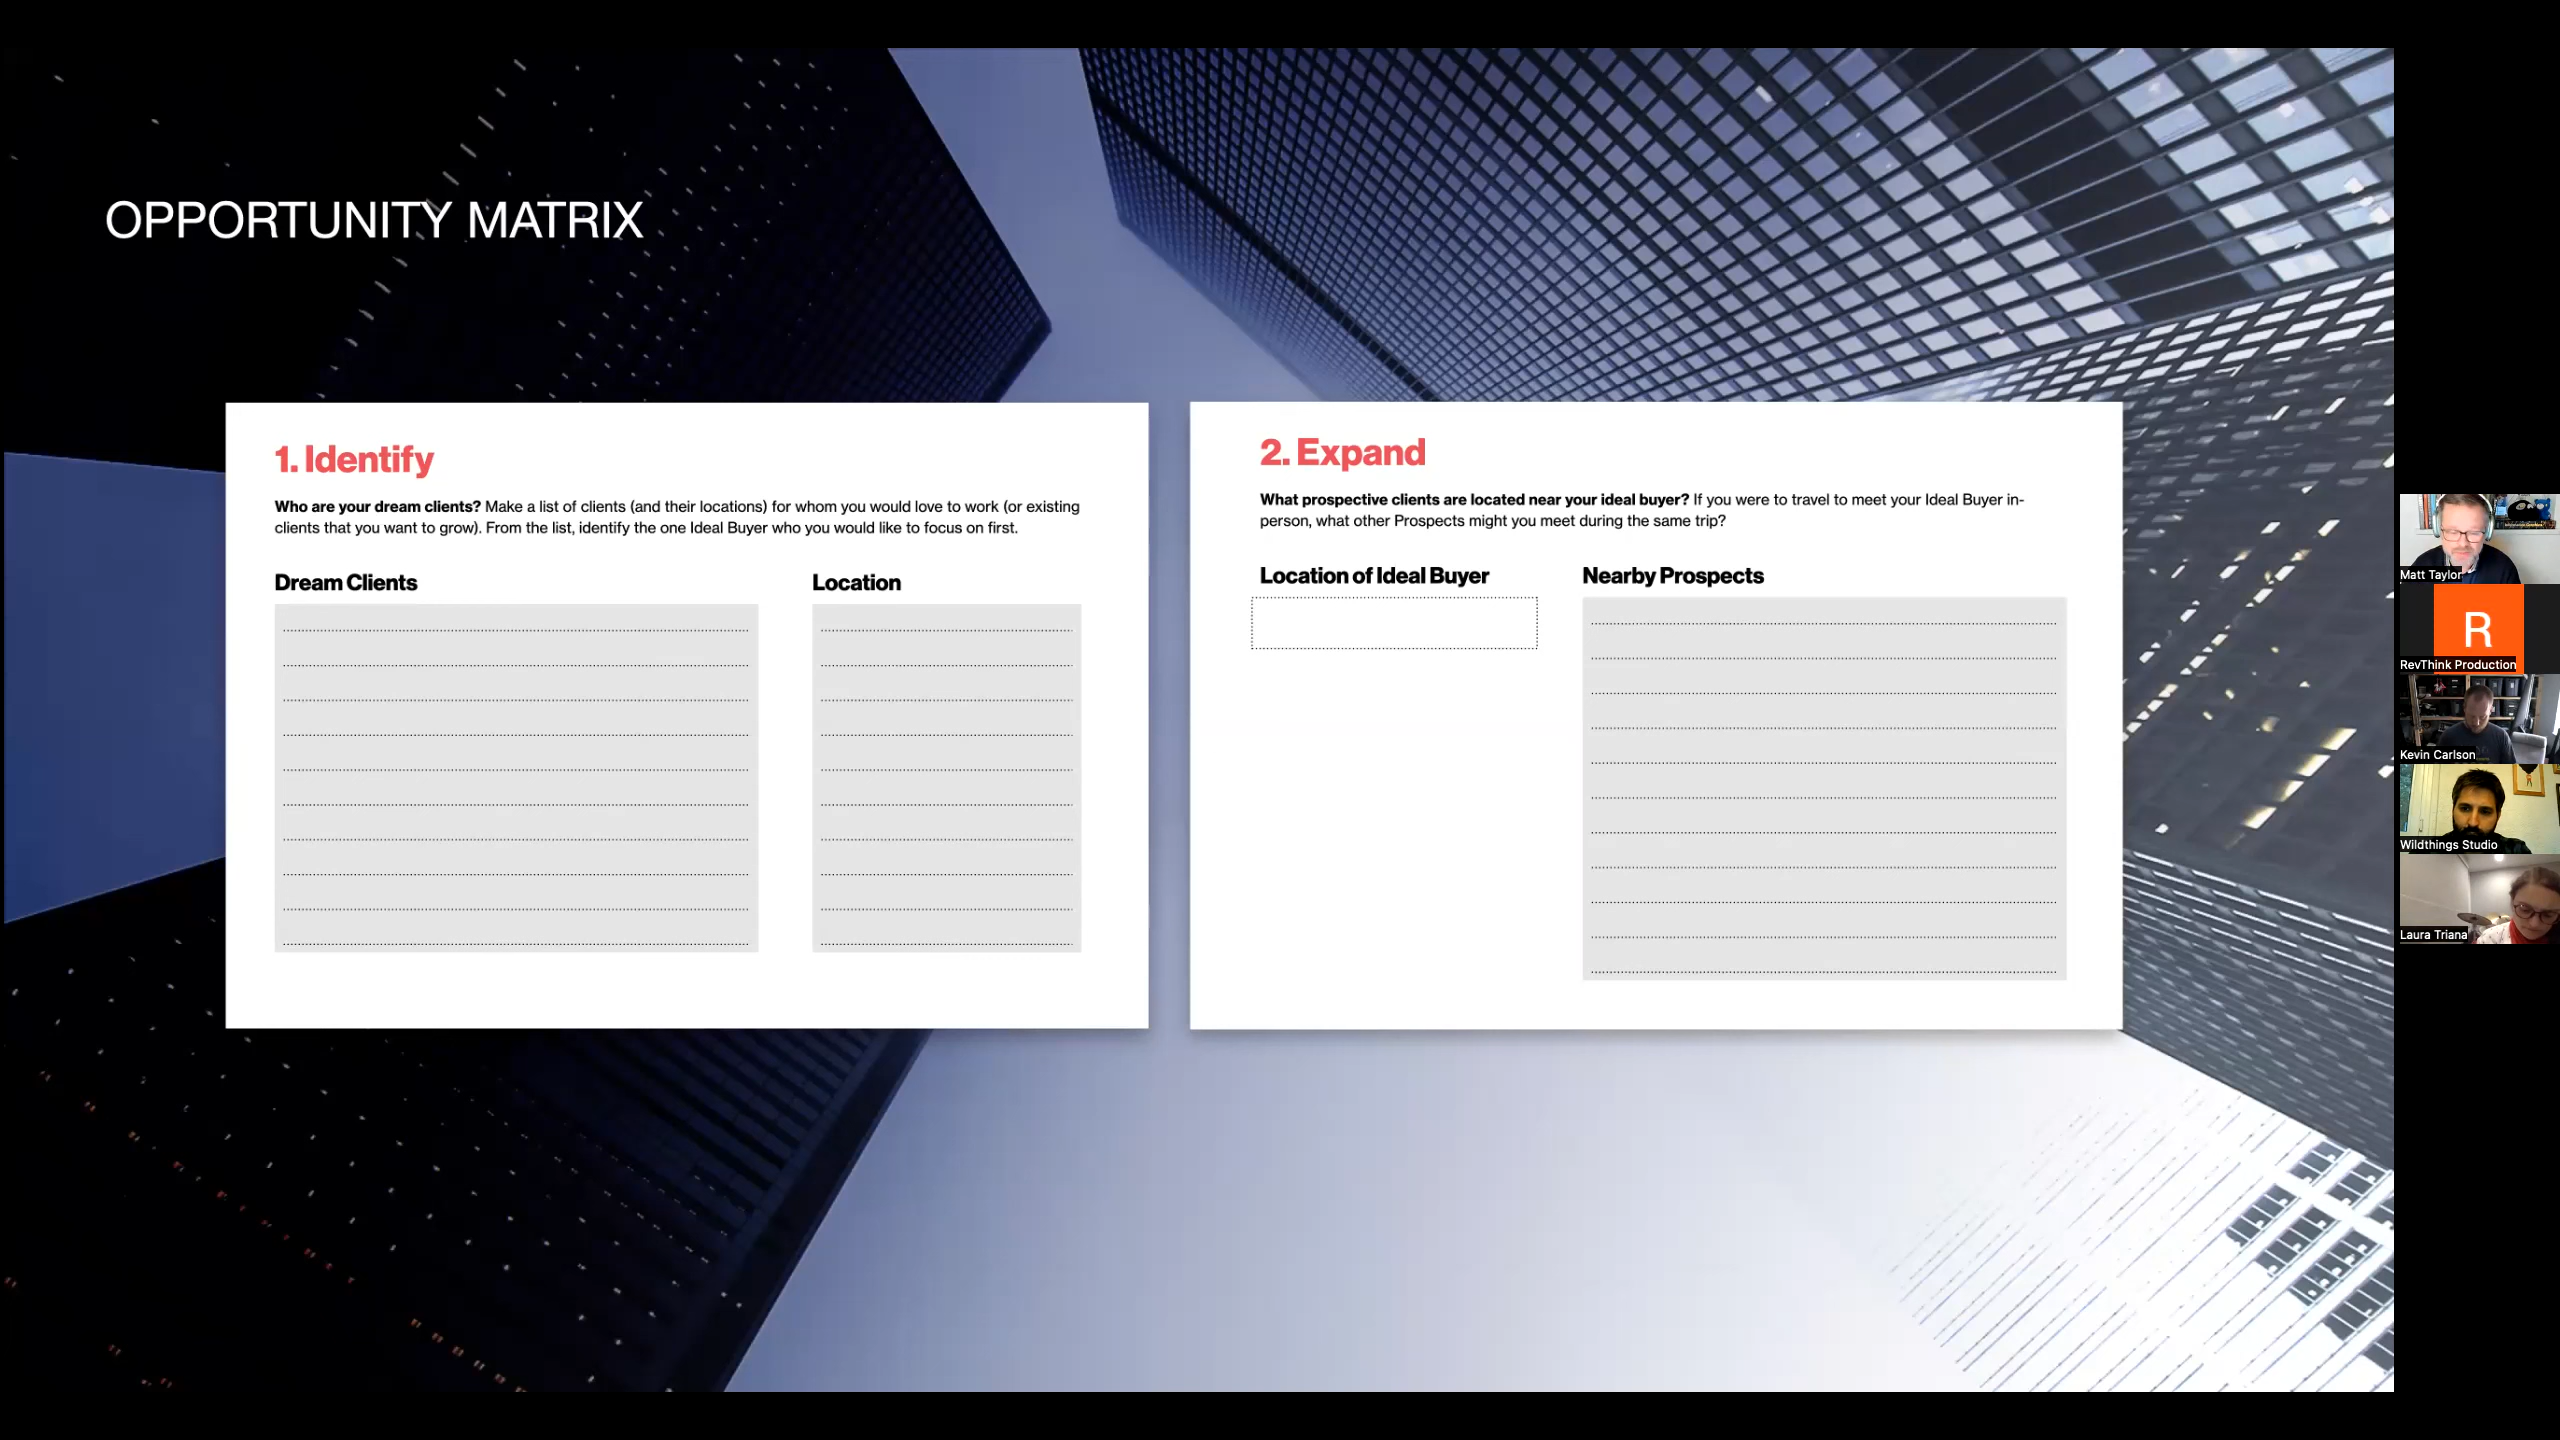 OPPORTUNITY MATRIX
1. Identify
Who are your dream clients? Make a list of clients (and their locations) for whom you would love to work (or existing
clients that you want to grow). From the list, identify the one Ideal Buyer who you would like to focus on first.
Dream Clients
Location
2. Expand
What prospective clients are located near your ideal buyer? If you were to travel to meet your Ideal Buyer in-
person, what other Prospects might you meet during the same trip?
Location of Ideal Buyer
Nearby Prospects
Matt Taylor
R
RevThink Production
Kevin Carlson
Wildthings Studio
Laura Triana